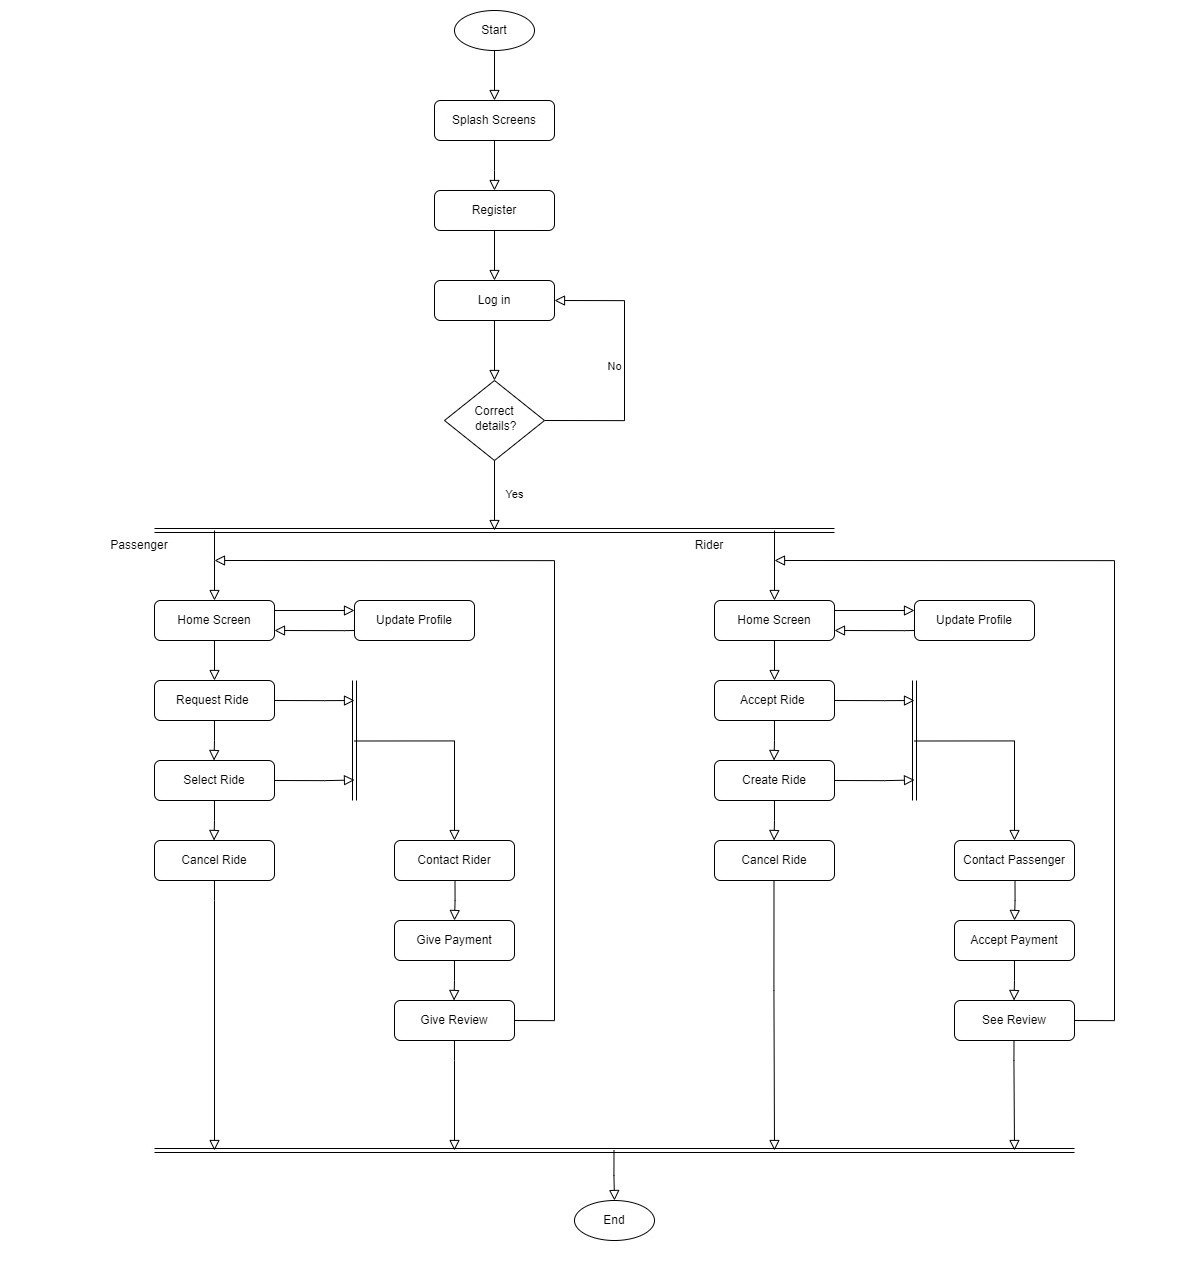 Start
Splash Screens
Register
Log in
No
Correct
details?
Yes
Passenger
Rider
Home Screen
Update Profile
Home Screen
Update Profile
Request Ride
Accept Ride
Select Ride
Create Ride
Cancel Ride
Contact Rider
Cancel Ride
Contact Passenger
Give Payment
Accept Payment
Give Review
See Review
End